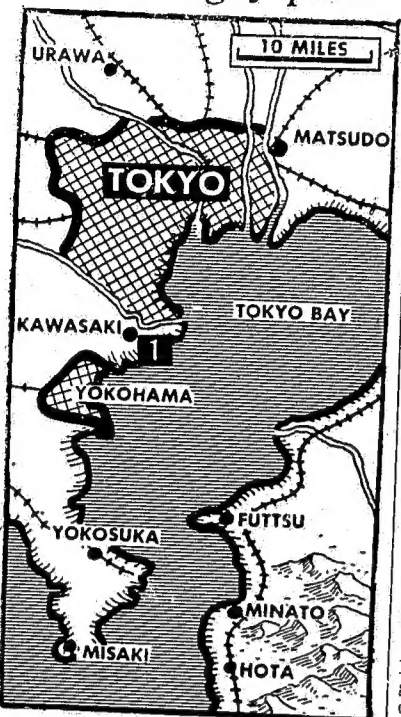 10 MILES
URAWA
MATSUDO
TOKYO
TOKYO BAY
KAWASAKI
1
YOKOHAMA
FUTTSU
YOKOSUKA
MINATO
MISAKI
HOTA